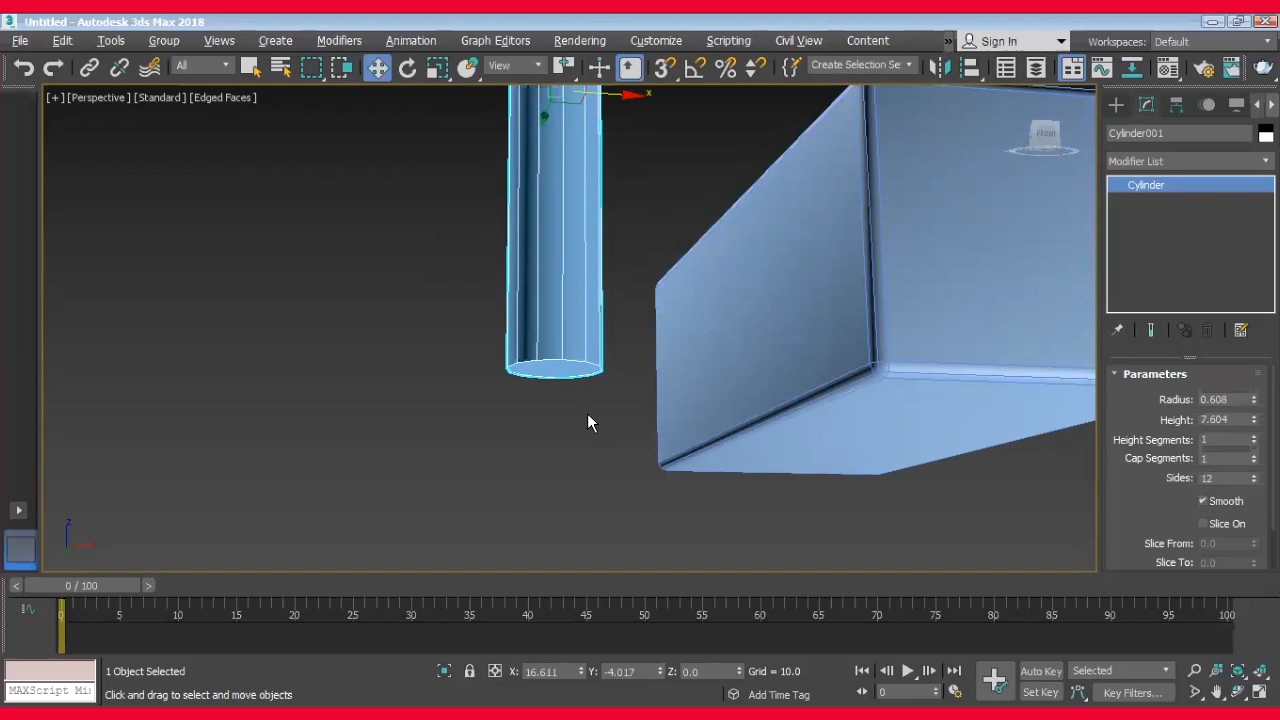 Untitled - Autodesk 3ds Max 2018
File Edit Tools Group Views Create Modifiers Animation Graph Editors Rendering Customize Scripting Civil View Content » Sign In Workspaces: Default
All View Create Selection Se
[+] [Perspective] [Standard] [Edged Faces]
x
FRONT
Cylinder001
Modifier List
Cylinder
Parameters
Radius: 0.608
Height: 7.604
Height Segments: 1
Cap Segments: 1
Sides: 12
Smooth
Slice On
Slice From: 0.0
Slice To: 0.0
z
< 0 / 100 >
0 5 10 15 20 25 30 35 40 45 50 55 60 65 70 75 80 85 90 95 100
1 Object Selected X: 16.611 Y: -4.017 Z: 0.0 Grid = 10.0 Auto Key Selected
MAXScript Mi Click and drag to select and move objects Add Time Tag 0 Set Key Key Filters...